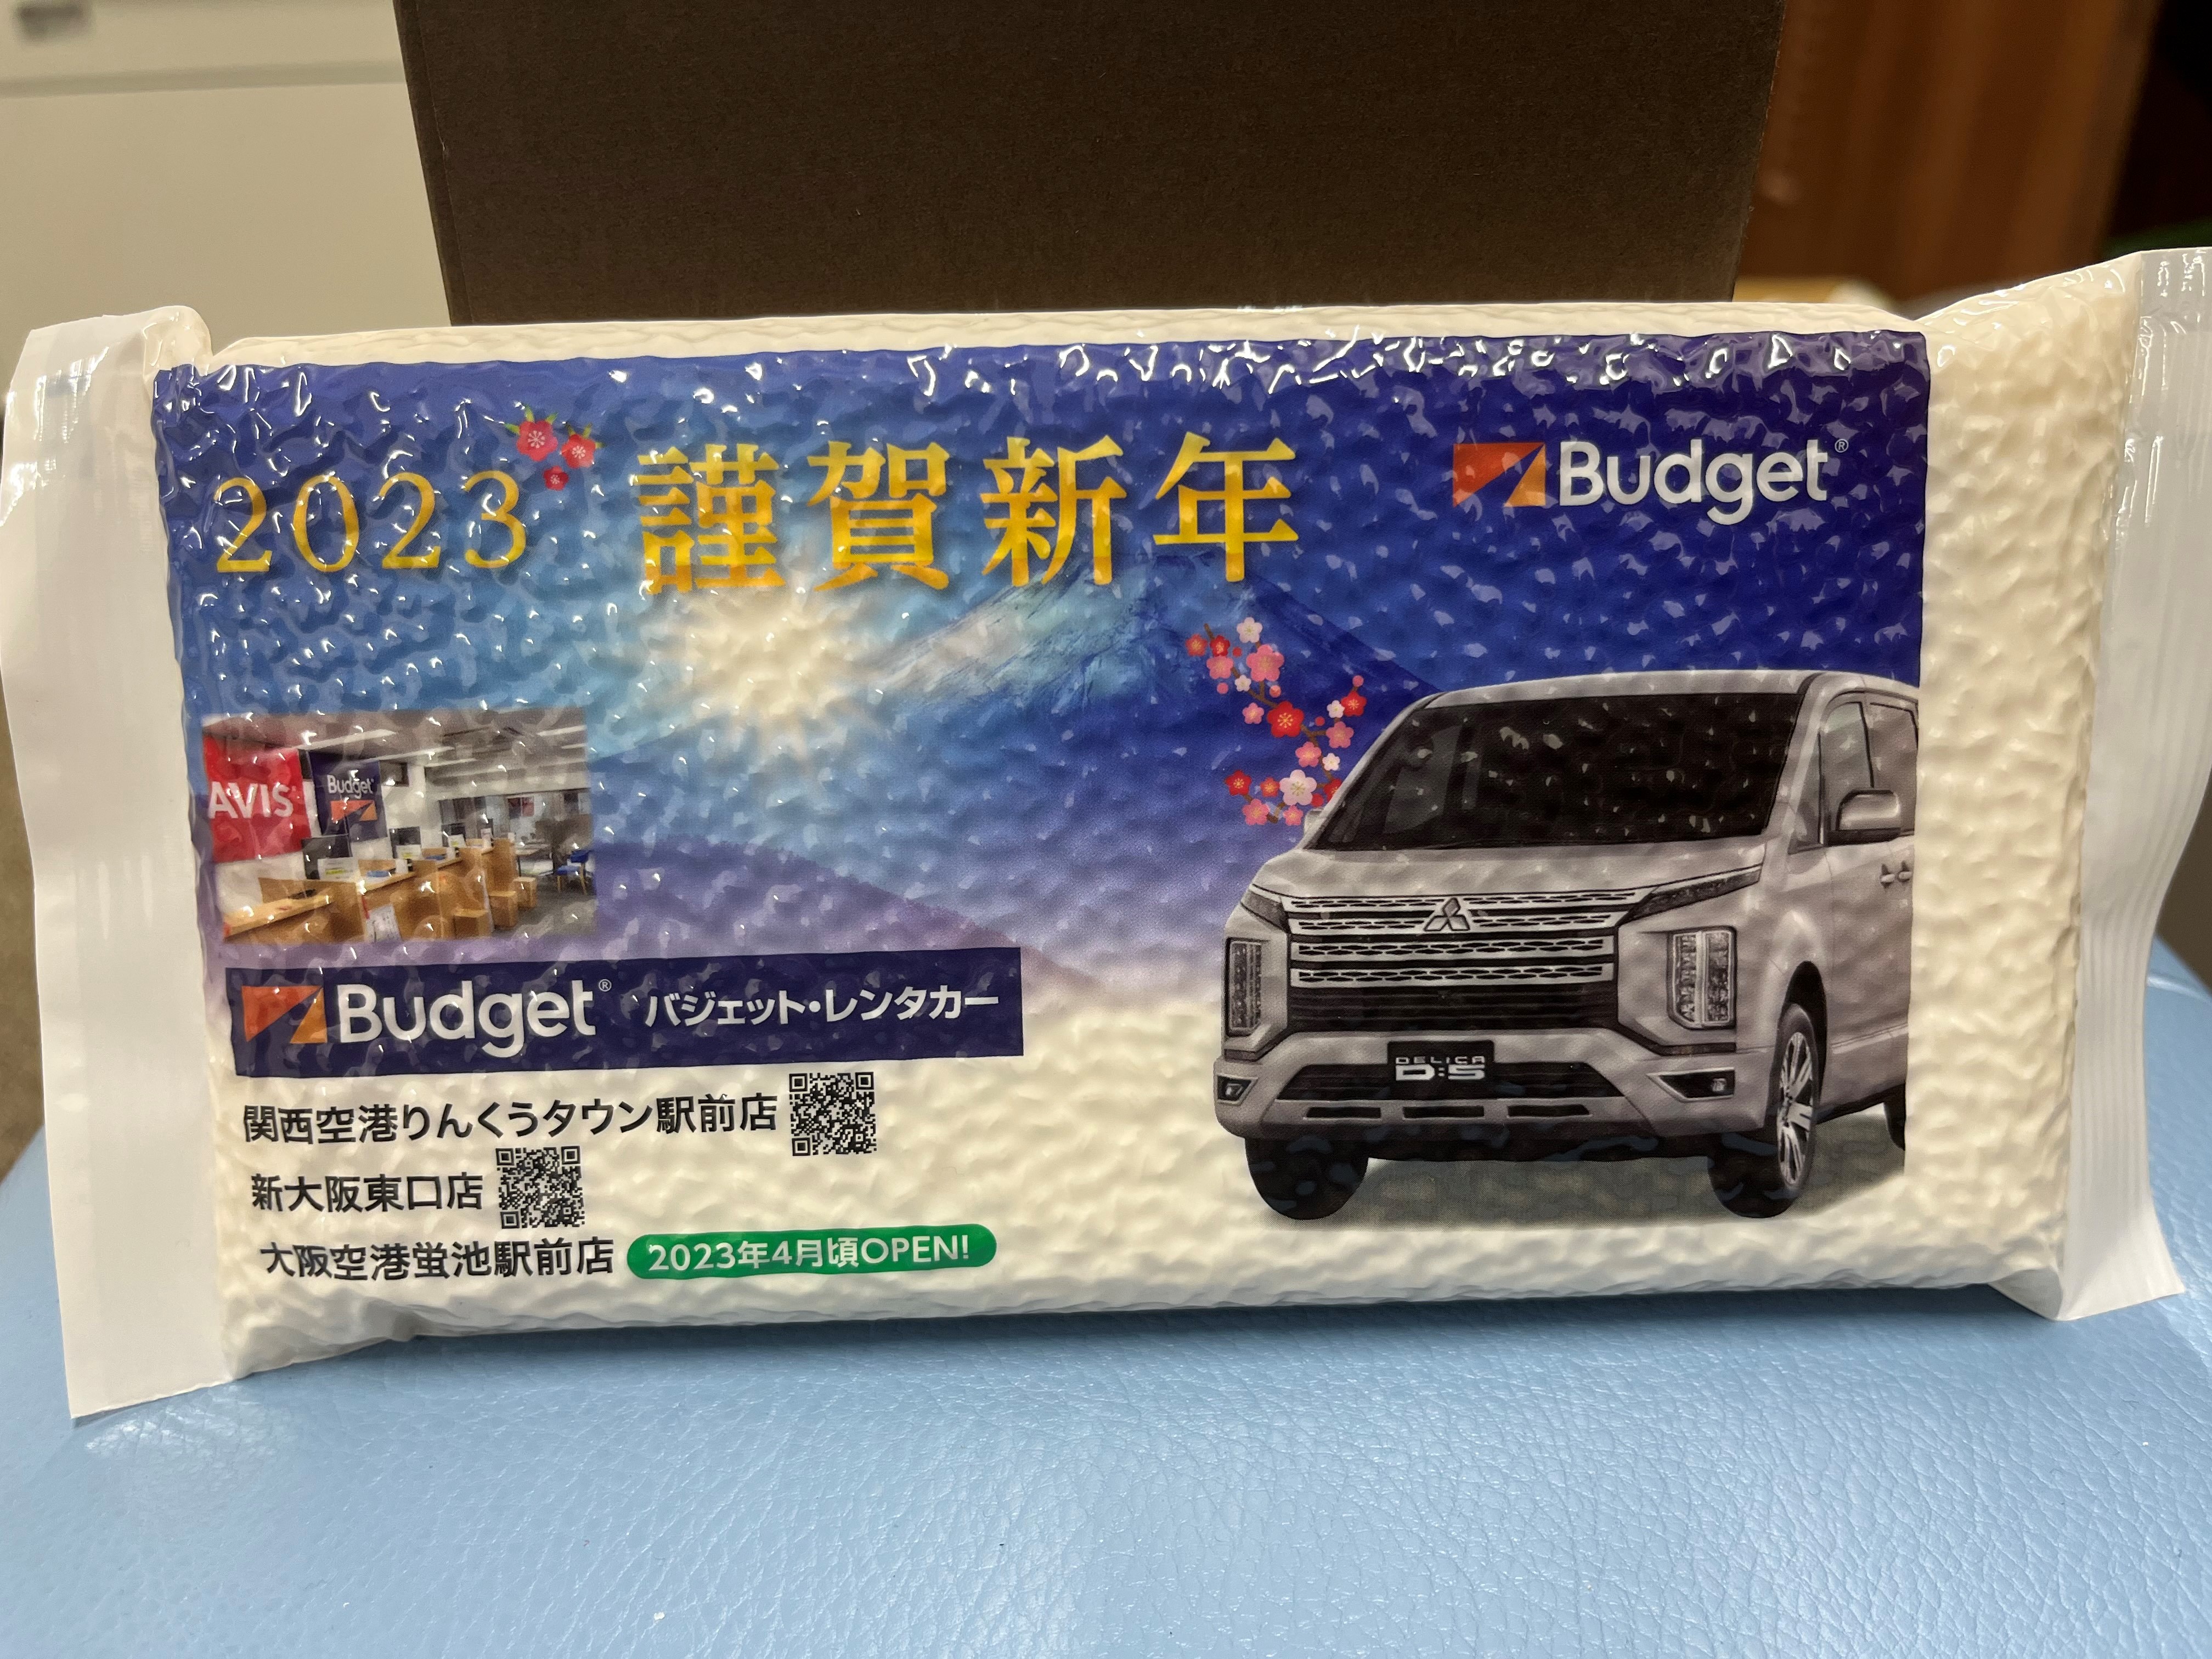 2023 謹賀新年
Budget®
AVIS
Budget
Budget® バジェット・レンタカー
DELICA
D:5
関西空港りんくうタウン駅前店
新大阪東口店
大阪空港蛍池駅前店 2023年4月頃OPEN!